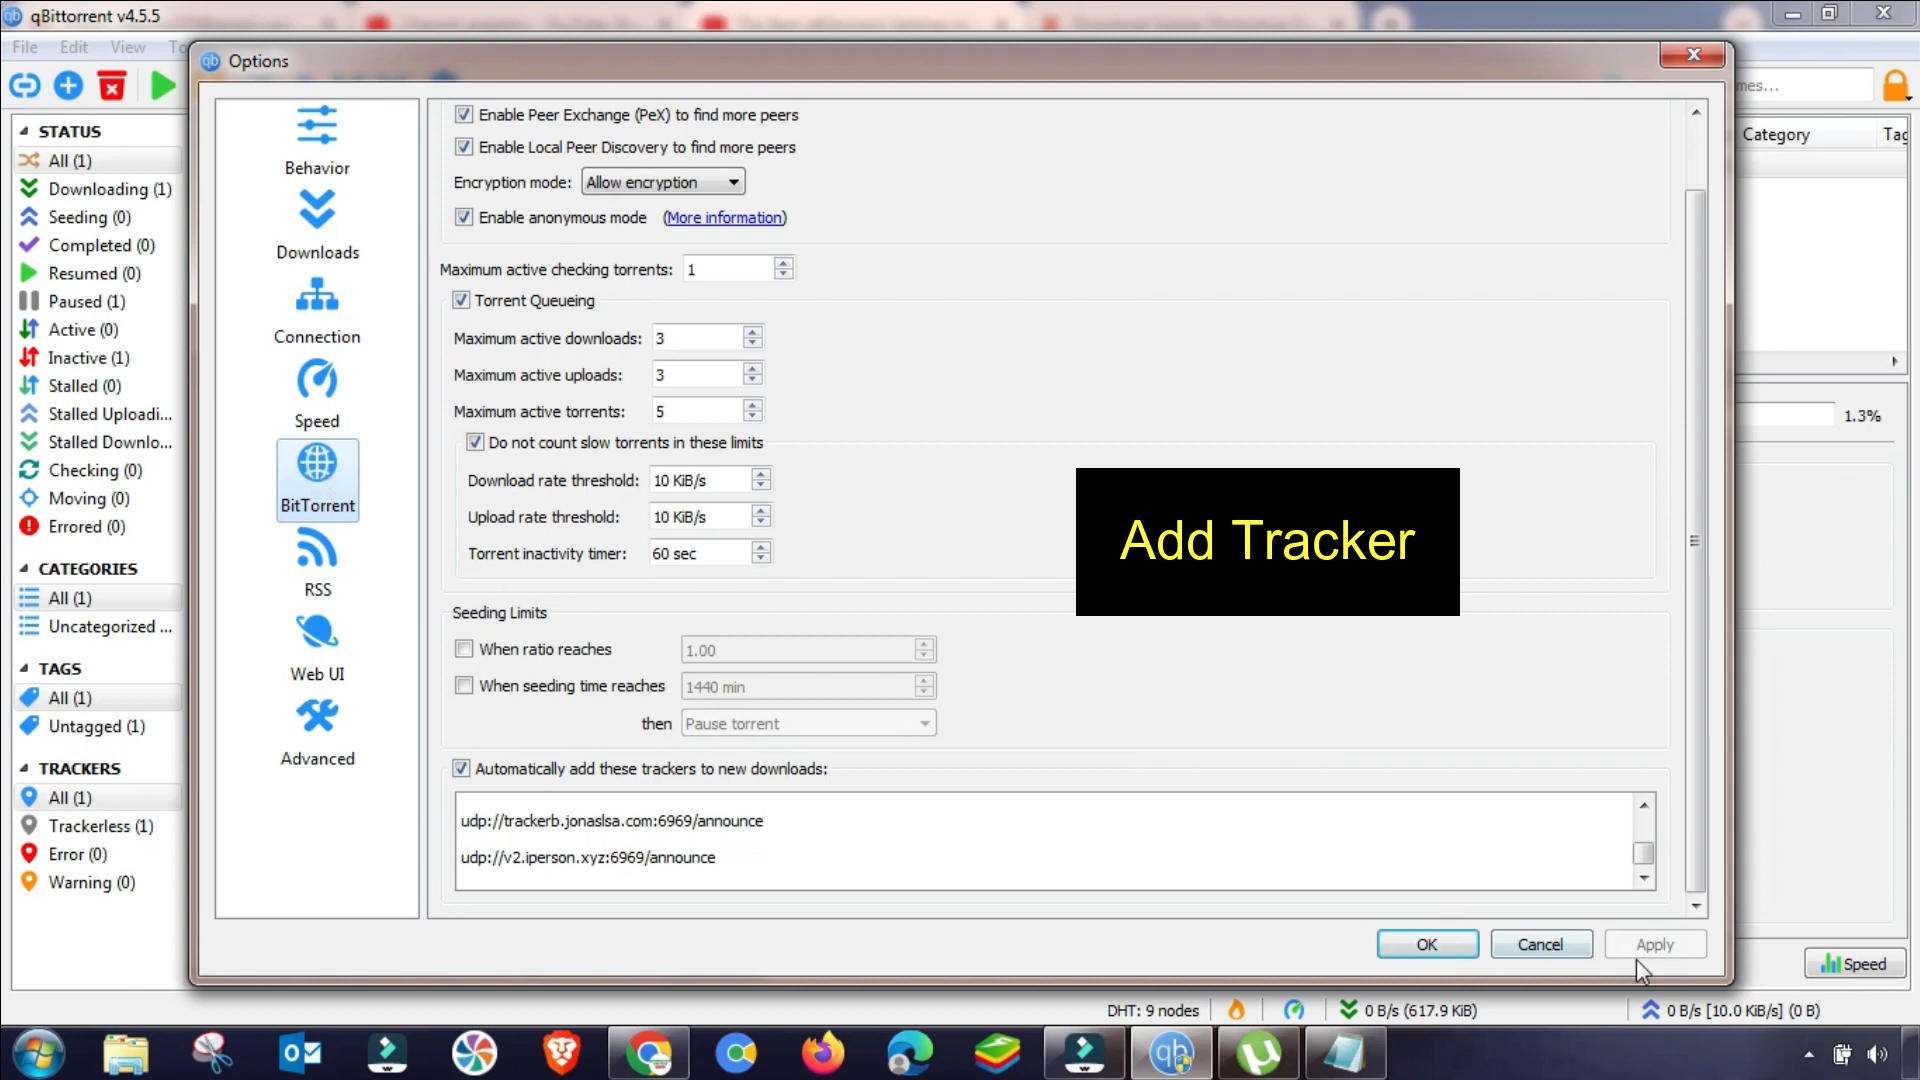 qBittorrent v4.5.5
File Edit View
Options
mes...
STATUS
All (1)
Downloading (1)
Seeding (0)
Completed (0)
Resumed (0)
Paused (1)
Active (0)
Inactive (1)
Stalled (0)
Stalled Uploadi...
Stalled Downlo...
Checking (0)
Moving (0)
Errored (0)
CATEGORIES
All (1)
Uncategorized ...
TAGS
All (1)
Untagged (1)
TRACKERS
All (1)
Trackerless (1)
Error (0)
Warning (0)
Behavior
Downloads
Connection
Speed
BitTorrent
RSS
Web UI
Advanced
Enable Peer Exchange (PeX) to find more peers
Enable Local Peer Discovery to find more peers
Encryption mode: Allow encryption
Enable anonymous mode (More information)
Maximum active checking torrents: 1
Torrent Queueing
Maximum active downloads: 3
Maximum active uploads: 3
Maximum active torrents: 5
Do not count slow torrents in these limits
Download rate threshold: 10 KiB/s
Upload rate threshold: 10 KiB/s
Torrent inactivity timer: 60 sec
Add Tracker
Seeding Limits
When ratio reaches 1.00
When seeding time reaches 1440 min
then Pause torrent
Automatically add these trackers to new downloads:
udp://trackerb.jonaslsa.com:6969/announce
udp://v2.iperson.xyz:6969/announce
OK Cancel Apply
Category Tag
1.3%
Speed
DHT: 9 nodes 0 B/s (617.9 KiB) 0 B/s [10.0 KiB/s] (0 B)